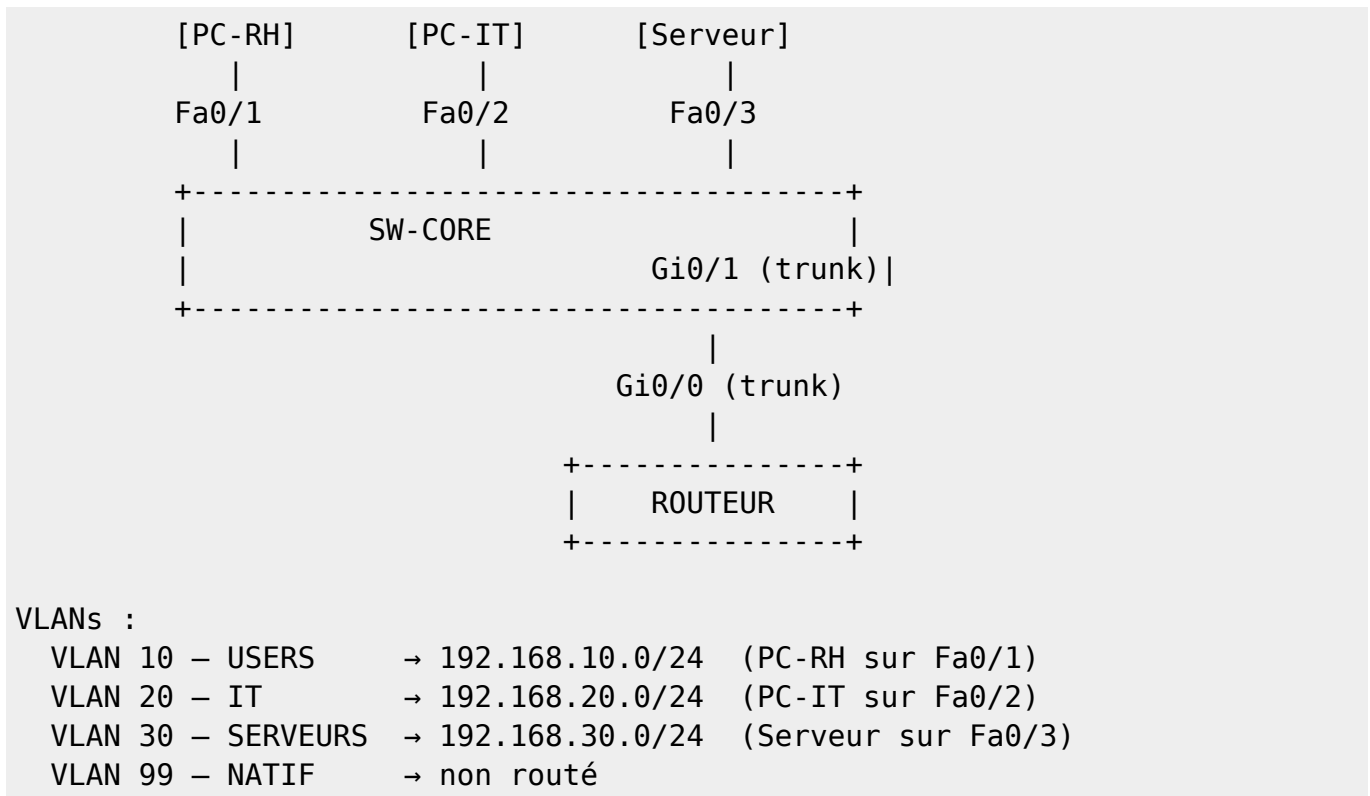 [PC-RH] [PC-IT] [Serveur]
| | |
Fa0/1 Fa0/2 Fa0/3
| | |
+-------------------------------------+
| SW-CORE |
| Gi0/1 (trunk)|
+-------------------------------------+
|
Gi0/0 (trunk)
|
+---------------+
| ROUTEUR |
+---------------+
VLANs :
VLAN 10 — USERS → 192.168.10.0/24 (PC-RH sur Fa0/1)
VLAN 20 — IT → 192.168.20.0/24 (PC-IT sur Fa0/2)
VLAN 30 — SERVEURS → 192.168.30.0/24 (Serveur sur Fa0/3)
VLAN 99 — NATIF → non routé